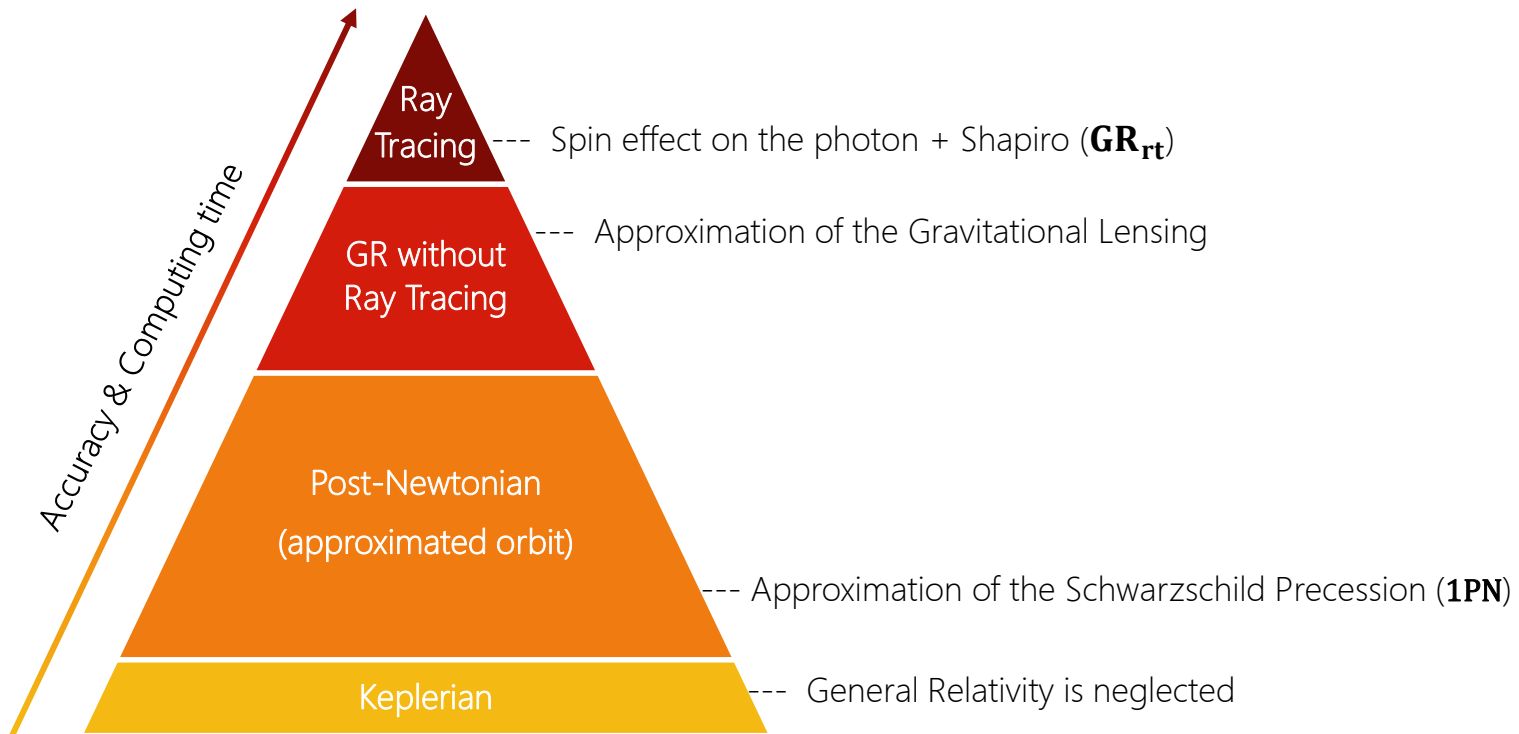 Accuracy & Computing time
Ray
Tracing
--- Spin effect on the photon + Shapiro (GRrt)
GR without
Ray Tracing
--- Approximation of the Gravitational Lensing
Post-Newtonian
(approximated orbit)
--- Approximation of the Schwarzschild Precession (1PN)
Keplerian
--- General Relativity is neglected